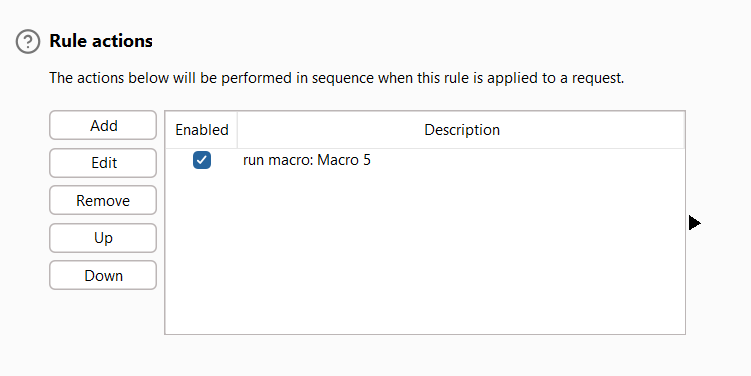 Rule actions
The actions below will be performed in sequence when this rule is applied to a request.
Add
Edit
Remove
Up
Down
Enabled Description
run macro: Macro 5